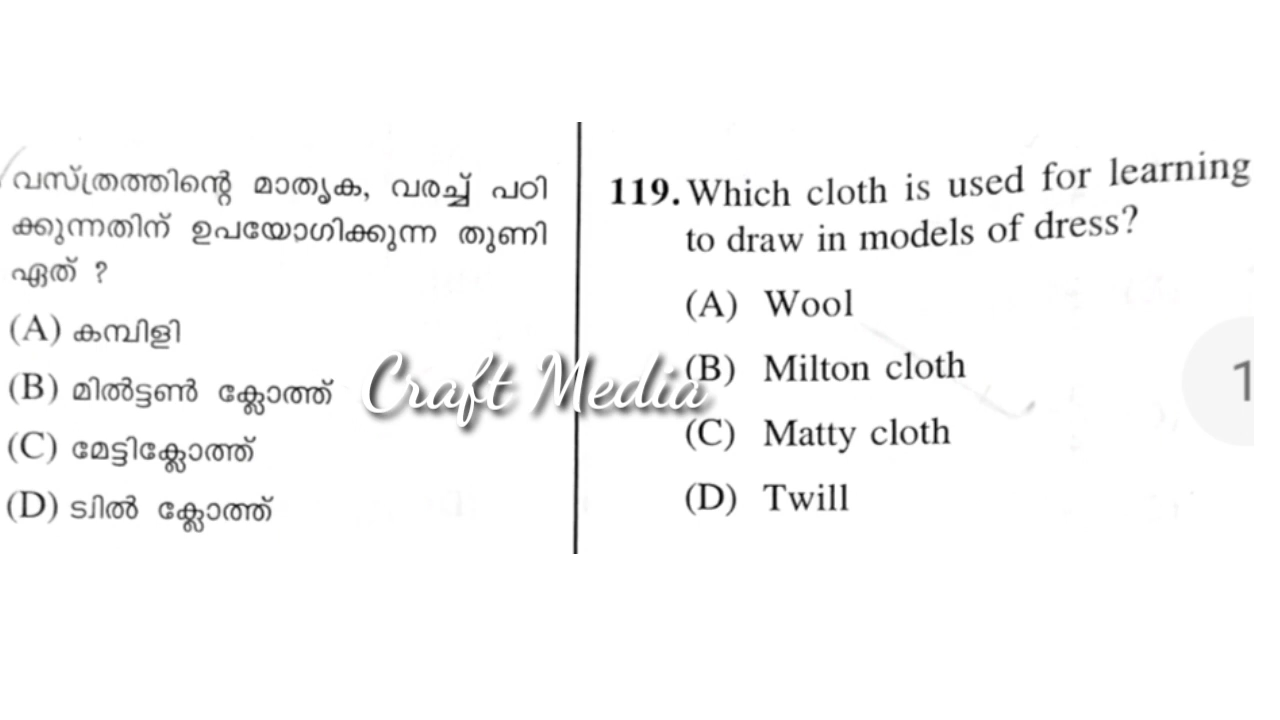 വസ്ത്രത്തിന്റെ മാതൃക, വരച്ച് പഠി
ക്കുന്നതിന് ഉപയോഗിക്കുന്ന തുണി
ഏത് ?
(A) കമ്പിളി
(B) മിൽട്ടൺ ക്ലോത്ത്
(C) മേട്ടിക്ലോത്ത്
(D) ട്വിൽ ക്ലോത്ത്
Craft Media
119. Which cloth is used for learning
to draw in models of dress?
(A) Wool
(B) Milton cloth
(C) Matty cloth
(D) Twill
1